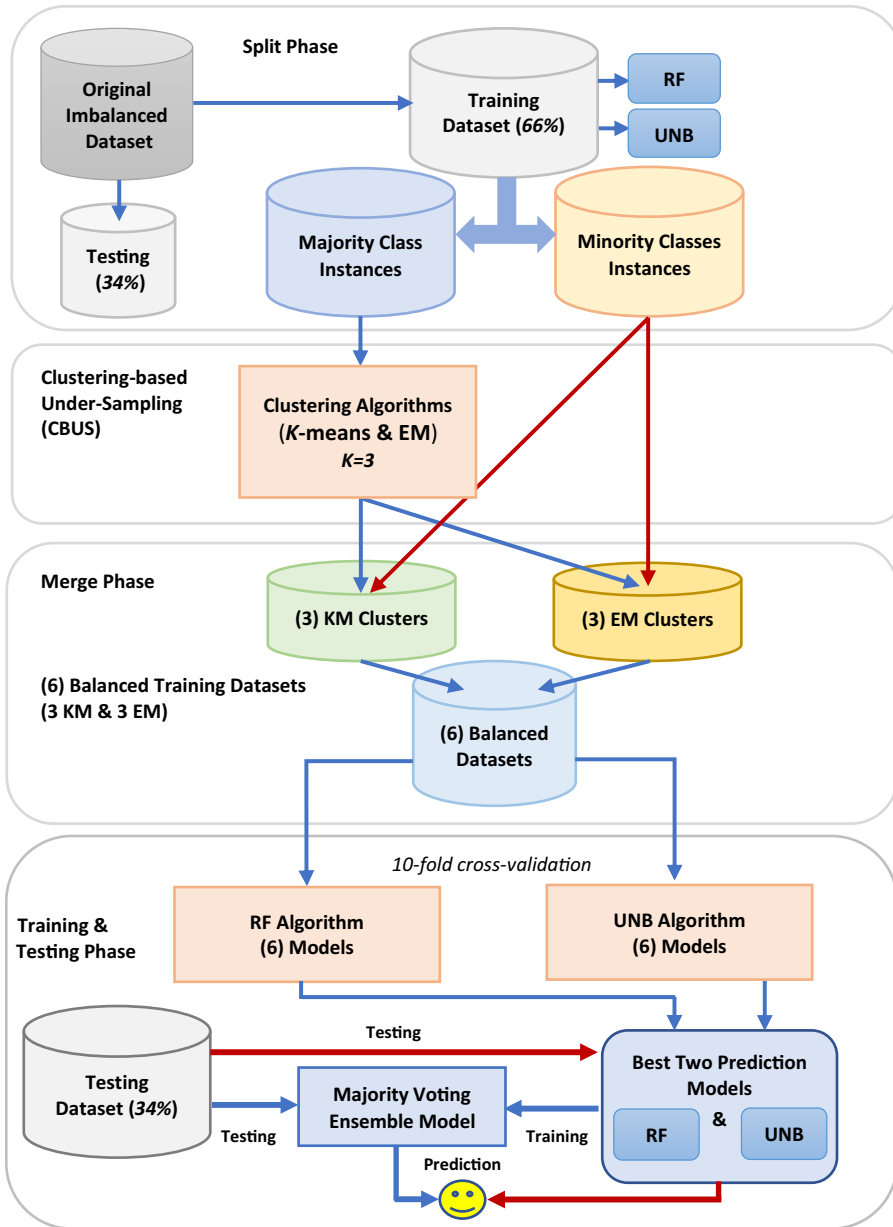 Split Phase
Original
Imbalanced
Dataset
Training
Dataset (66%)
RF
UNB
Testing
(34%)
Majority Class
Instances
Minority Classes
Instances
Clustering-based
Under-Sampling
(CBUS)
Clustering Algorithms
(K-means & EM)
K=3
Merge Phase
(3) KM Clusters
(3) EM Clusters
(6) Balanced Training Datasets
(3 KM & 3 EM)
(6) Balanced
Datasets
10-fold cross-validation
Training &
Testing Phase
RF Algorithm
(6) Models
UNB Algorithm
(6) Models
Testing
Dataset (34%)
Testing
Testing
Majority Voting
Ensemble Model
Training
Best Two Prediction
Models
&
RF
UNB
Prediction